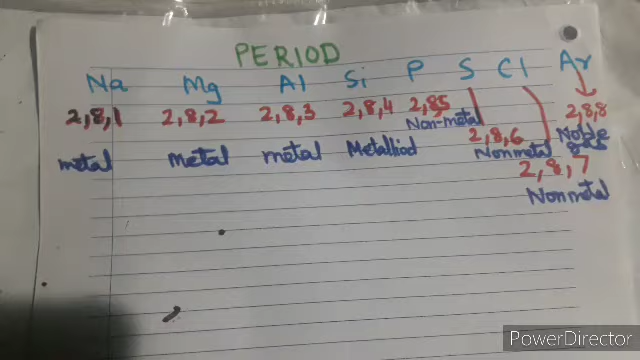 PERIOD
Na Mg Al Si P S Cl Ar
2,8,1 2,8,2 2,8,3 2,8,4 2,85 2,8,8
Non-metal
2,8,6 Noble gas
metal Metal metal Metalliod Nonmetal
2,8,7
Nonmetal
PowerDirector